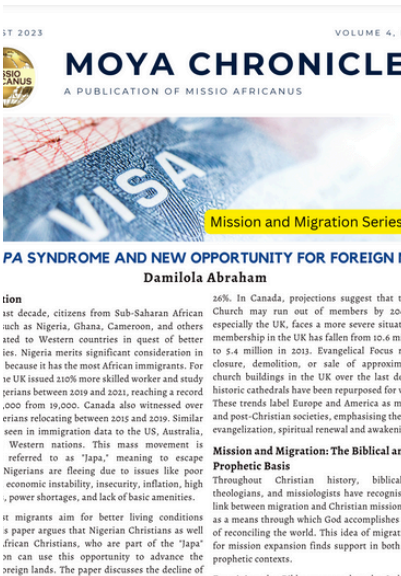 ST 2023
VOLUME 4,
SSIO
CANUS
MOYA CHRONICLE
A PUBLICATION OF MISSIO AFRICANUS
VISA
Mission and Migration Series
PA SYNDROME AND NEW OPPORTUNITY FOR FOREIGN
Damilola Abraham
tion
ast decade, citizens from Sub-Saharan African
such as Nigeria, Ghana, Cameroon, and others
ated to Western countries in quest of better
ies. Nigeria merits significant consideration in
because it has the most African immigrants. For
he UK issued 210% more skilled worker and study
gerians between 2019 and 2021, reaching a record
,000 from 19,000. Canada also witnessed over
erians relocating between 2015 and 2019. Similar
seen in immigration data to the US, Australia,
Western nations. This mass movement is
referred to as "Japa," meaning to escape
Nigerians are fleeing due to issues like poor
economic instability, insecurity, inflation, high
, power shortages, and lack of basic amenities.
st migrants aim for better living conditions
s paper argues that Nigerian Christians as well
frican Christians, who are part of the "Japa"
on can use this opportunity to advance the
oreign lands. The paper discusses the decline of
26%. In Canada, projections suggest that
Church may run out of members by 20
especially the UK, faces a more severe situat
membership in the UK has fallen from 10.6 m
to 5.4 million in 2013. Evangelical Focus
closure, demolition, or sale of approxim
church buildings in the UK over the last de
historic cathedrals have been repurposed for
These trends label Europe and America as m
and post-Christian societies, emphasising the
evangelization, spiritual renewal and awakeni
Mission and Migration: The Biblical an
Prophetic Basis
Throughout Christian history, biblical
theologians, and missiologists have recognis
link between migration and Christian mission
as a means through which God accomplishes
of reconciling the world. This idea of migrat
for mission expansion finds support in both
prophetic contexts.